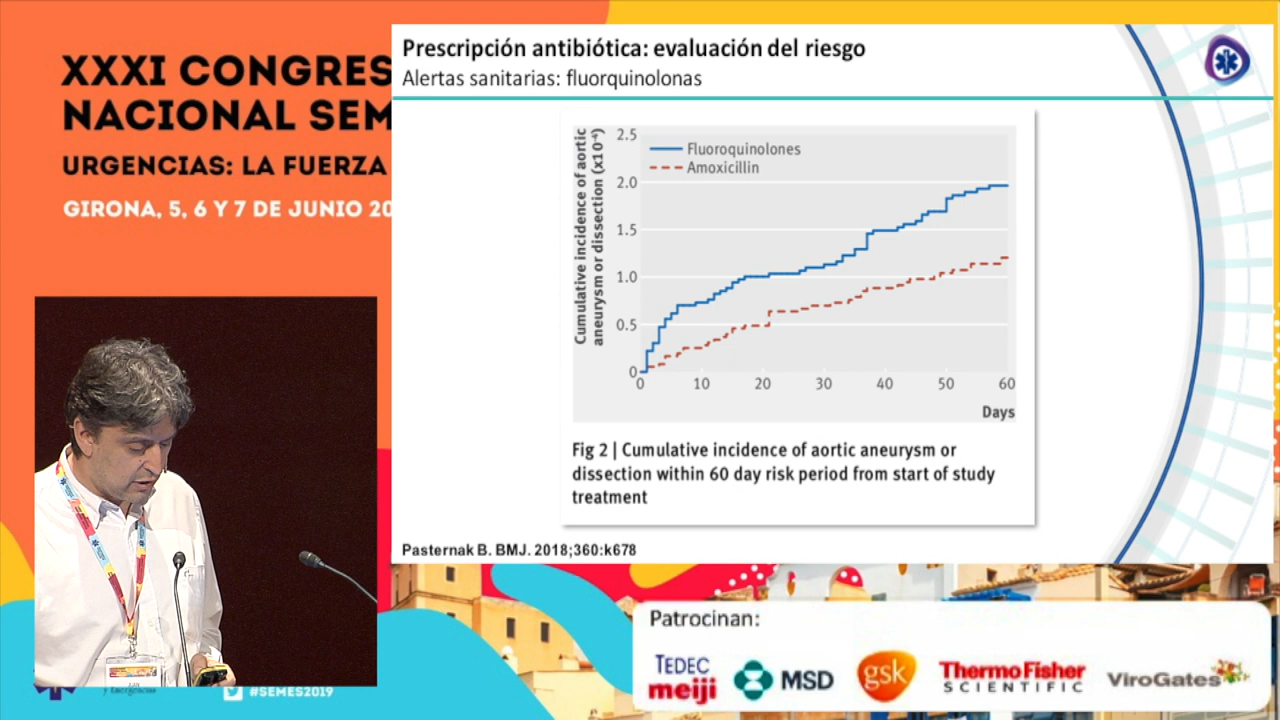 XXXI CONGRES
NACIONAL SEM
URGENCIAS: LA FUERZA
GIRONA, 5, 6 Y 7 DE JUNIO 20
Prescripción antibiótica: evaluación del riesgo
Alertas sanitarias: fluorquinolonas
Cumulative incidence of aortic
aneurysm or dissection (x10⁻⁴)
2.5
2.0
1.5
1.0
0.5
0
Fluoroquinolones
Amoxicillin
0 10 20 30 40 50 60
Days
Fig 2 | Cumulative incidence of aortic aneurysm or
dissection within 60 day risk period from start of study
treatment
Pasternak B. BMJ. 2018;360:k678
y Emergencias
#SEMES2019
Patrocinan:
TEDEC
meiji
MSD
gsk
ThermoFisher
SCIENTIFIC
ViroGates